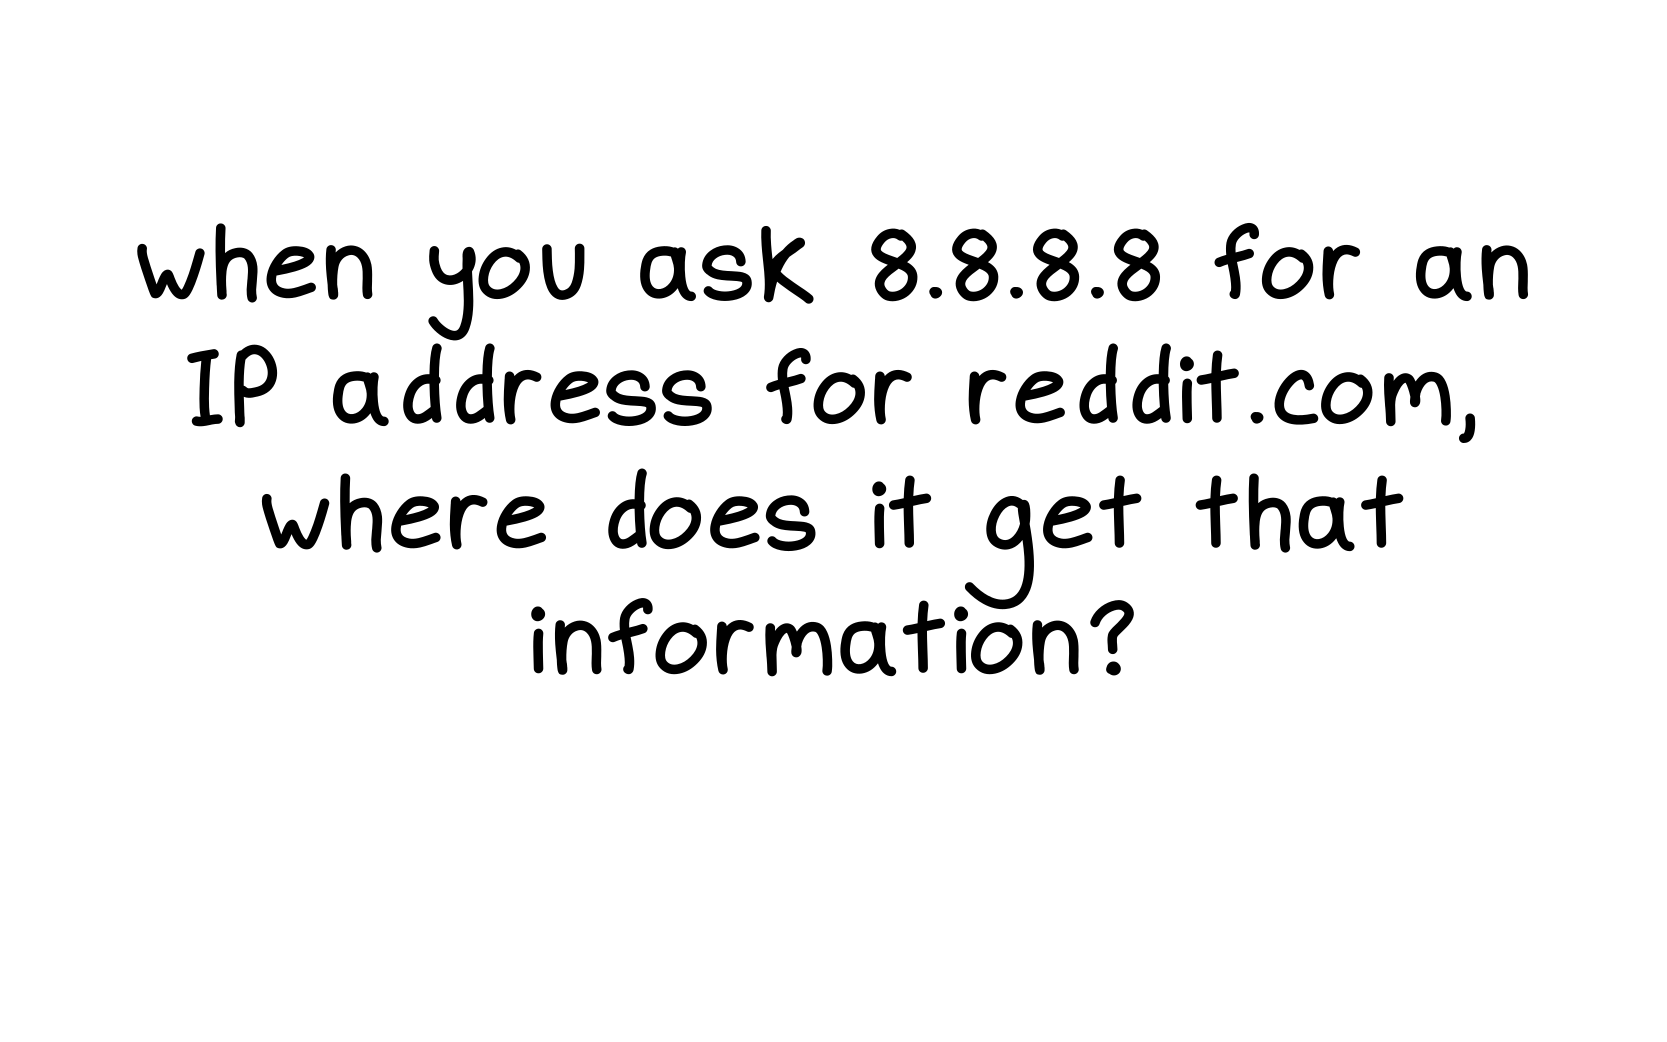 when you ask 8.8.8.8 for an
IP address for reddit.com,
where does it get that
information?